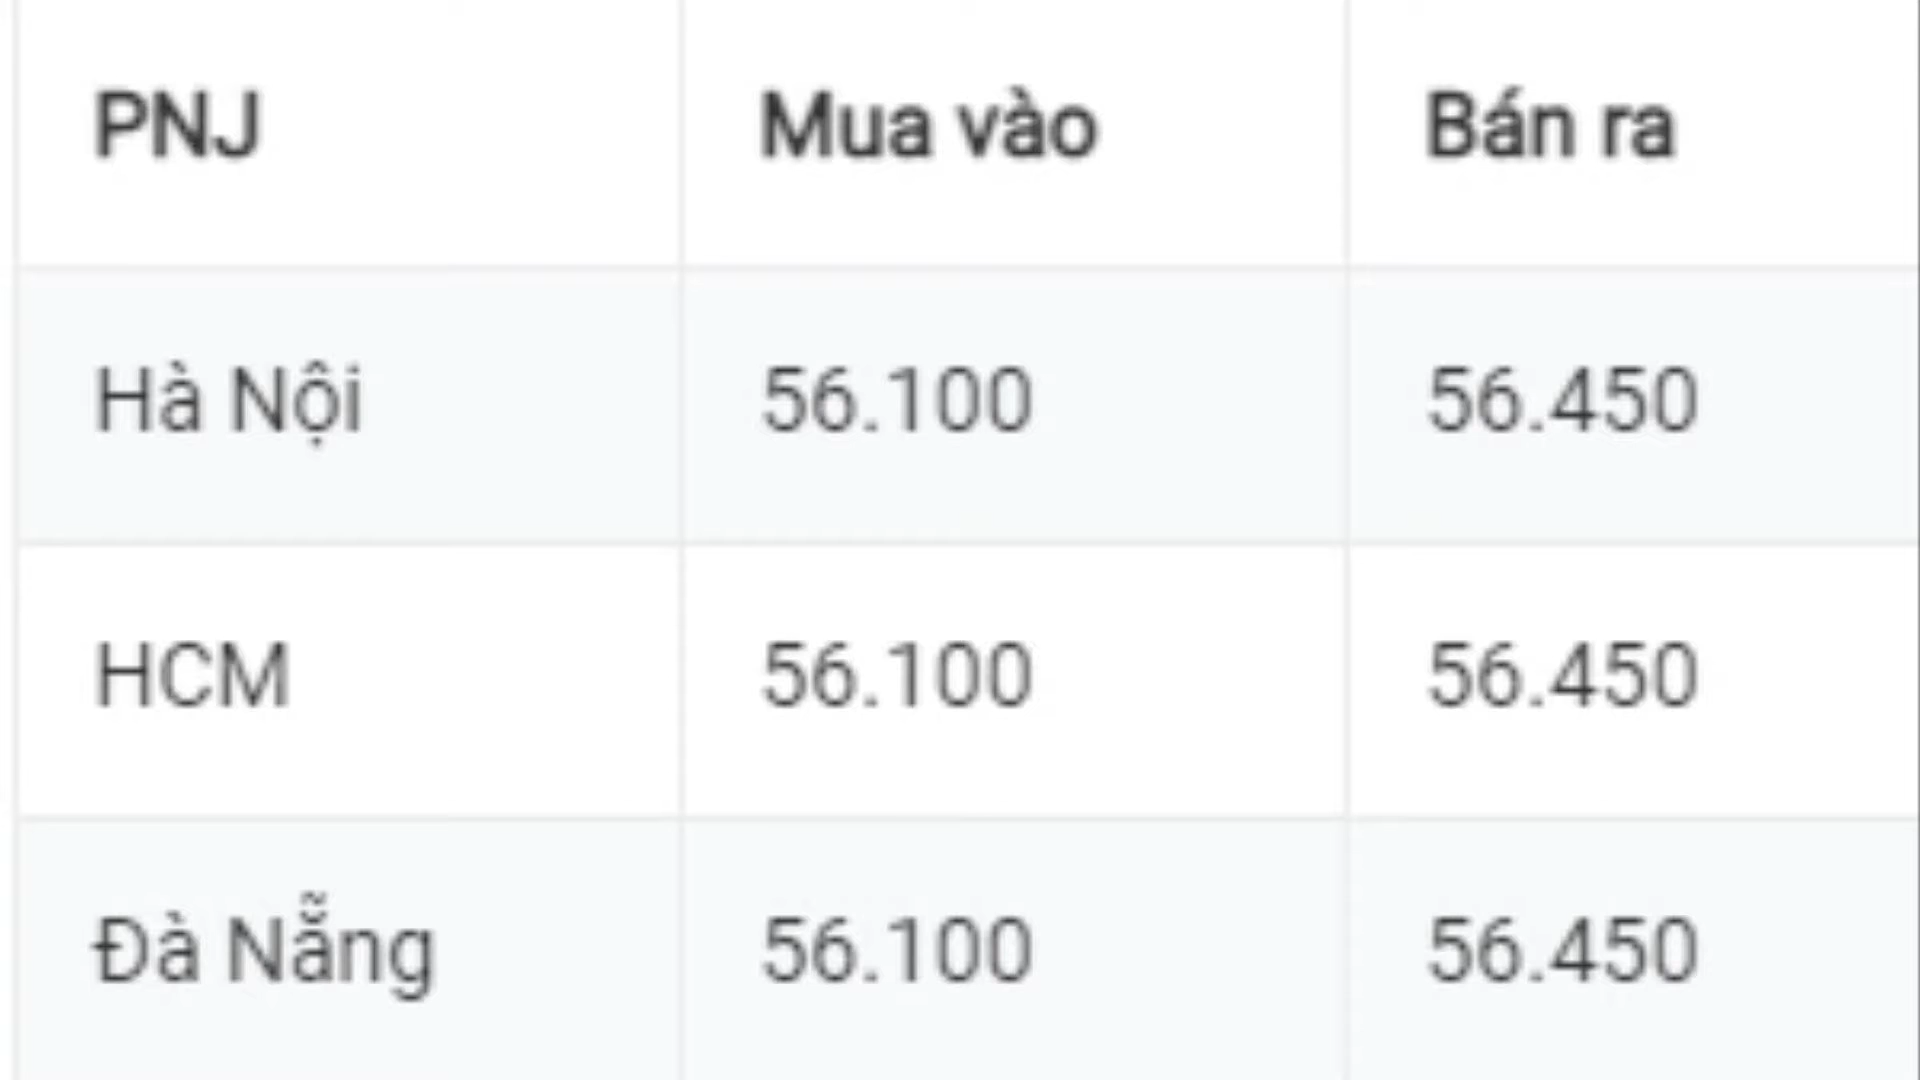 PNJ Mua vào Bán ra
Hà Nội 56.100 56.450
HCM 56.100 56.450
Đà Nẵng 56.100 56.450